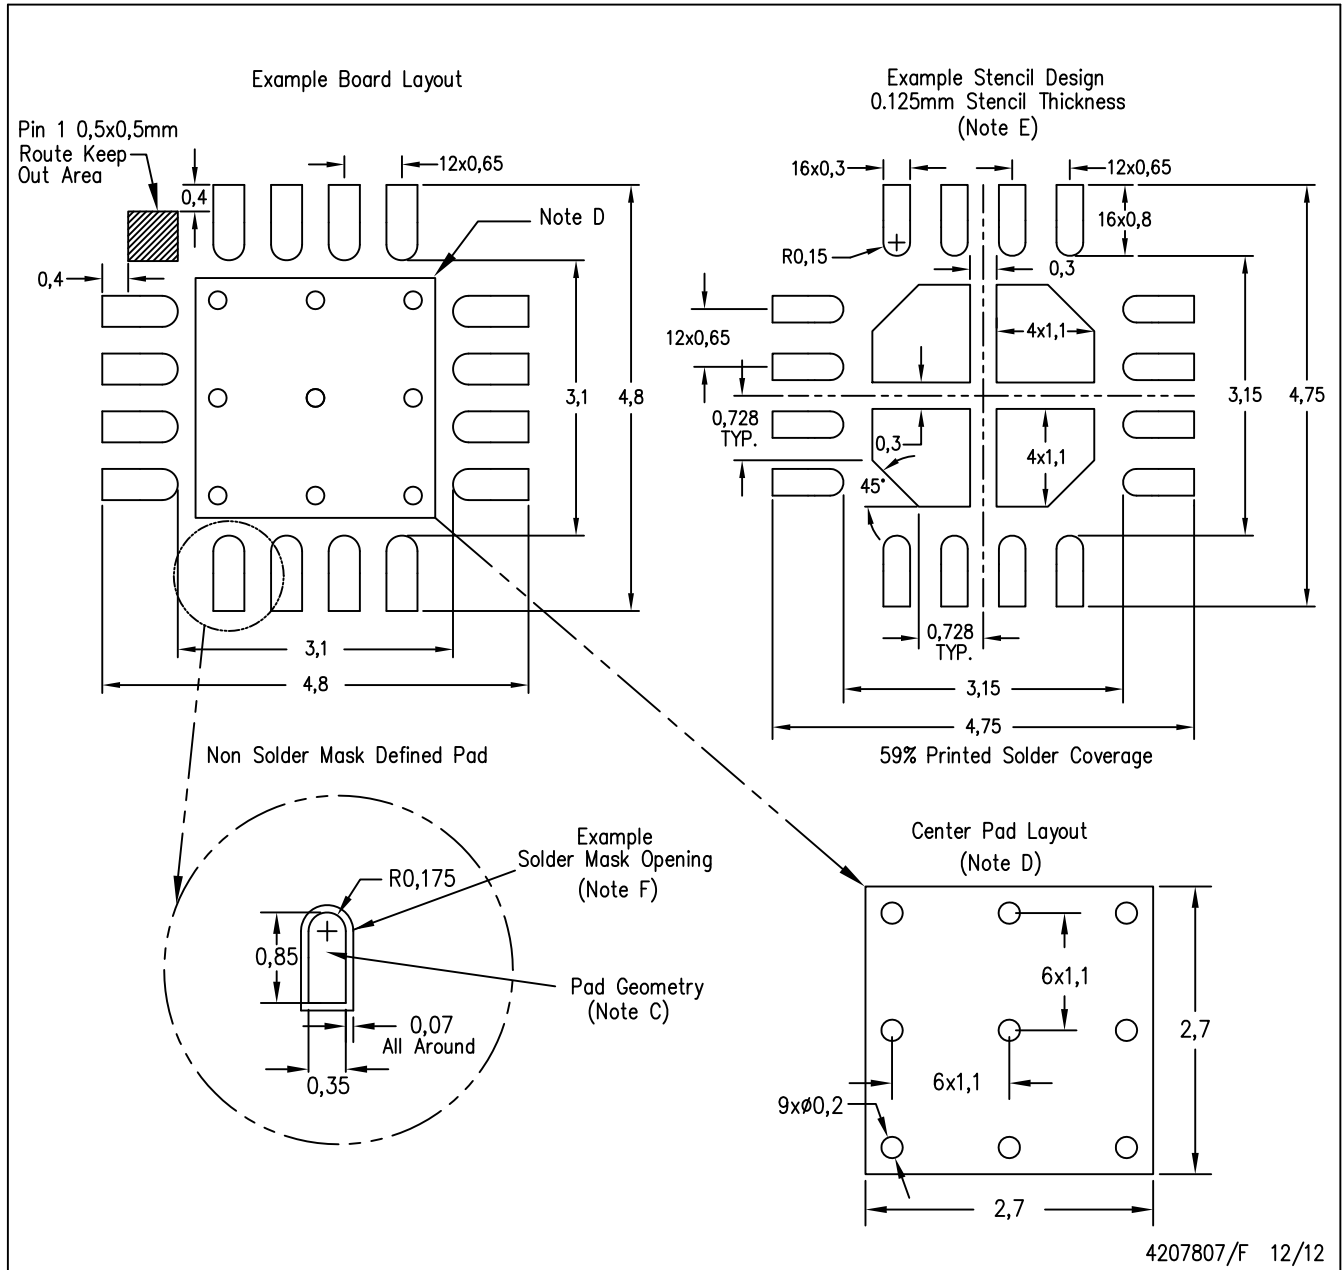 Example Board Layout
Pin 1 0,5x0,5mm
Route Keep
Out Area
0,4
12x0,65
Note D
0,4
3,1
4,8
3,1
4,8
Example Stencil Design
0.125mm Stencil Thickness
(Note E)
16x0,3
12x0,65
16x0,8
R0,15
0,3
12x0,65
4x1,1
3,15
4,75
0,728
TYP.
0,3
4x1,1
45°
0,728
TYP.
3,15
4,75
59% Printed Solder Coverage
Non Solder Mask Defined Pad
Example
Solder Mask Opening
(Note F)
R0,175
0,85
Pad Geometry
(Note C)
0,07
All Around
0,35
Center Pad Layout
(Note D)
6x1,1
2,7
6x1,1
9xø0,2
2,7
4207807/F 12/12